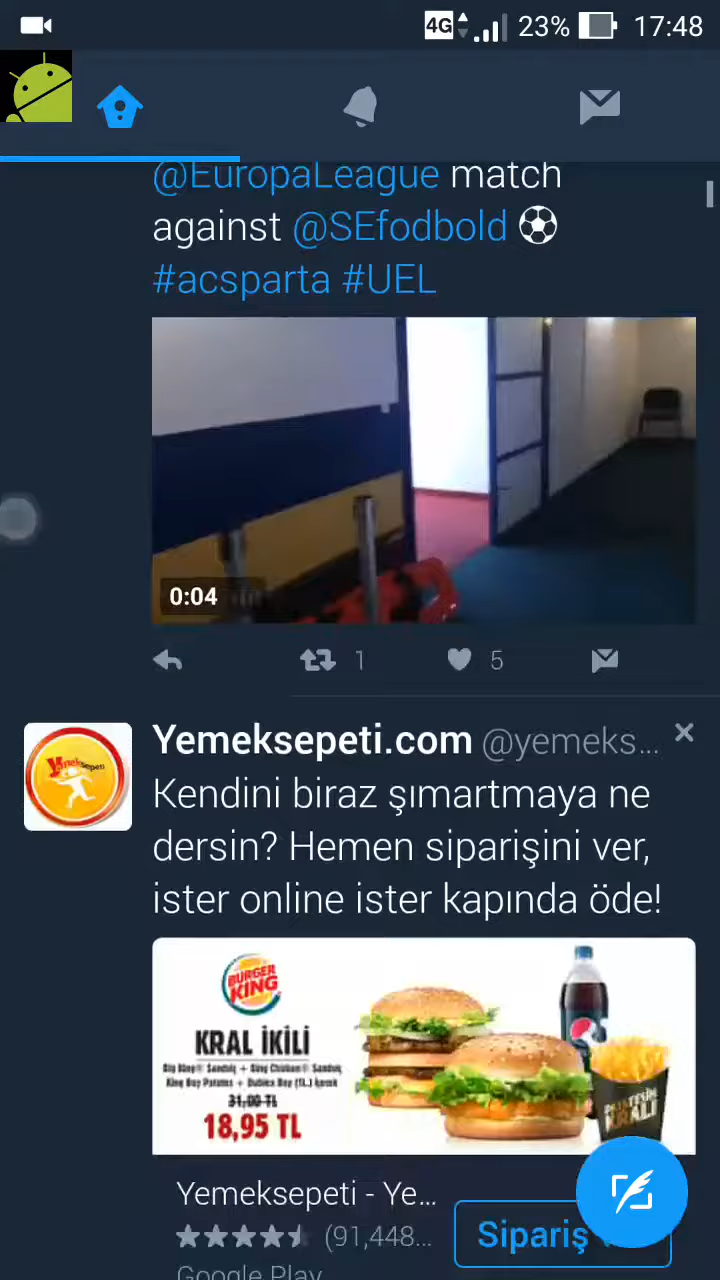 4G 23% 17:48
@EuropaLeague match
against @SEfodbold
#acsparta #UEL
0:04
1 5
Yemeksepeti.com @yemeks...
Yemeksepeti
Kendini biraz şımartmaya ne
dersin? Hemen siparişini ver,
ister online ister kapında öde!
BURGER
KING
KRAL İKİLİ
31,00 TL
18,95 TL
KRALI
Yemeksepeti - Ye...
(91,448...
Sipariş
Google Play